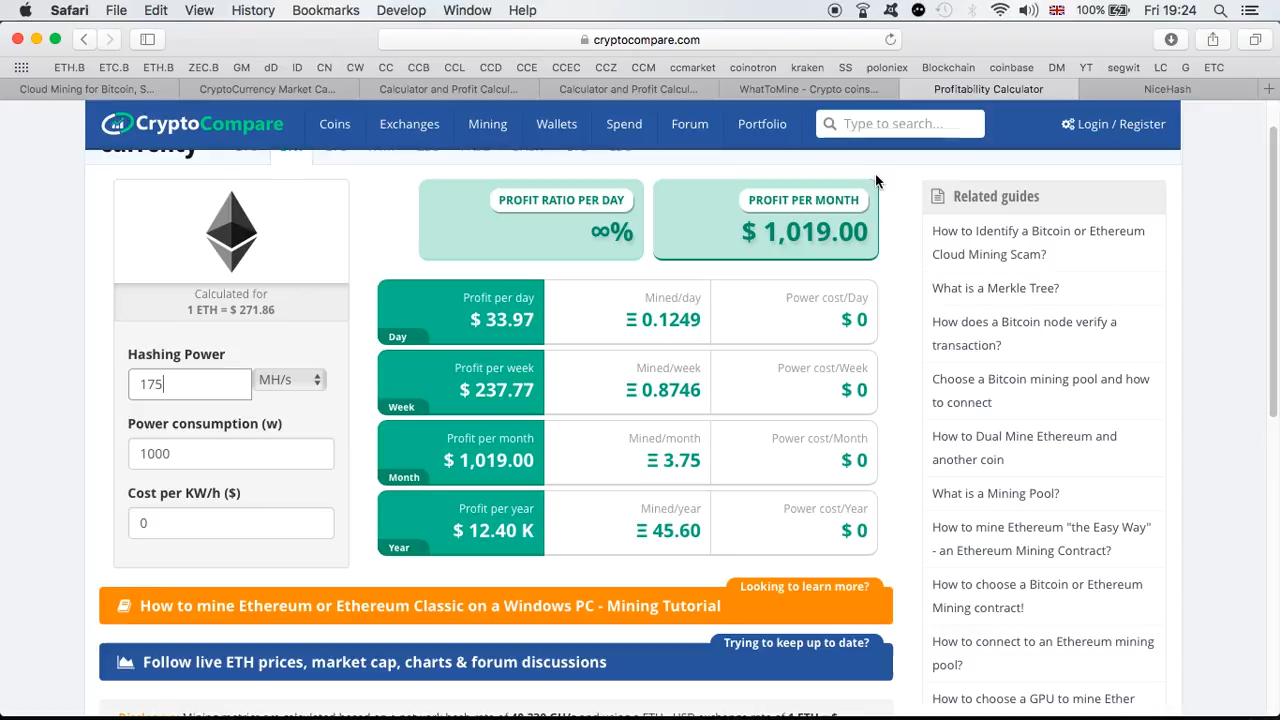 Safari File Edit View History Bookmarks Develop Window Help 100% Fri 19:24
cryptocompare.com
ETH.B ETC.B ETH.B ZEC.B GM dD ID CN CW CC CCB CCL CCD CCE CCEC CCZ CCM ccmarket coinotron kraken SS poloniex Blockchain coinbase DM YT segwit LC G ETC
Cloud Mining for Bitcoin, S... CryptoCurrency Market Ca... Calculator and Profit Calcul... Calculator and Profit Calcul... WhatToMine - Crypto coins... Profitability Calculator NiceHash
CryptoCompare Coins Exchanges Mining Wallets Spend Forum Portfolio Type to search... Login / Register
currency
PROFIT RATIO PER DAY
∞%
PROFIT PER MONTH
$ 1,019.00
Calculated for
1 ETH = $ 271.86
Hashing Power
175 MH/s
Power consumption (w)
1000
Cost per KW/h ($)
0
Profit per day Mined/day Power cost/Day
$ 33.97 Ξ 0.1249 $ 0
Day
Profit per week Mined/week Power cost/Week
$ 237.77 Ξ 0.8746 $ 0
Week
Profit per month Mined/month Power cost/Month
$ 1,019.00 Ξ 3.75 $ 0
Month
Profit per year Mined/year Power cost/Year
$ 12.40 K Ξ 45.60 $ 0
Year
Looking to learn more?
How to mine Ethereum or Ethereum Classic on a Windows PC - Mining Tutorial
Trying to keep up to date?
Follow live ETH prices, market cap, charts & forum discussions
Related guides
How to Identify a Bitcoin or Ethereum
Cloud Mining Scam?
What is a Merkle Tree?
How does a Bitcoin node verify a
transaction?
Choose a Bitcoin mining pool and how
to connect
How to Dual Mine Ethereum and
another coin
What is a Mining Pool?
How to mine Ethereum "the Easy Way"
- an Ethereum Mining Contract?
How to choose a Bitcoin or Ethereum
Mining contract!
How to connect to an Ethereum mining
pool?
How to choose a GPU to mine Ether